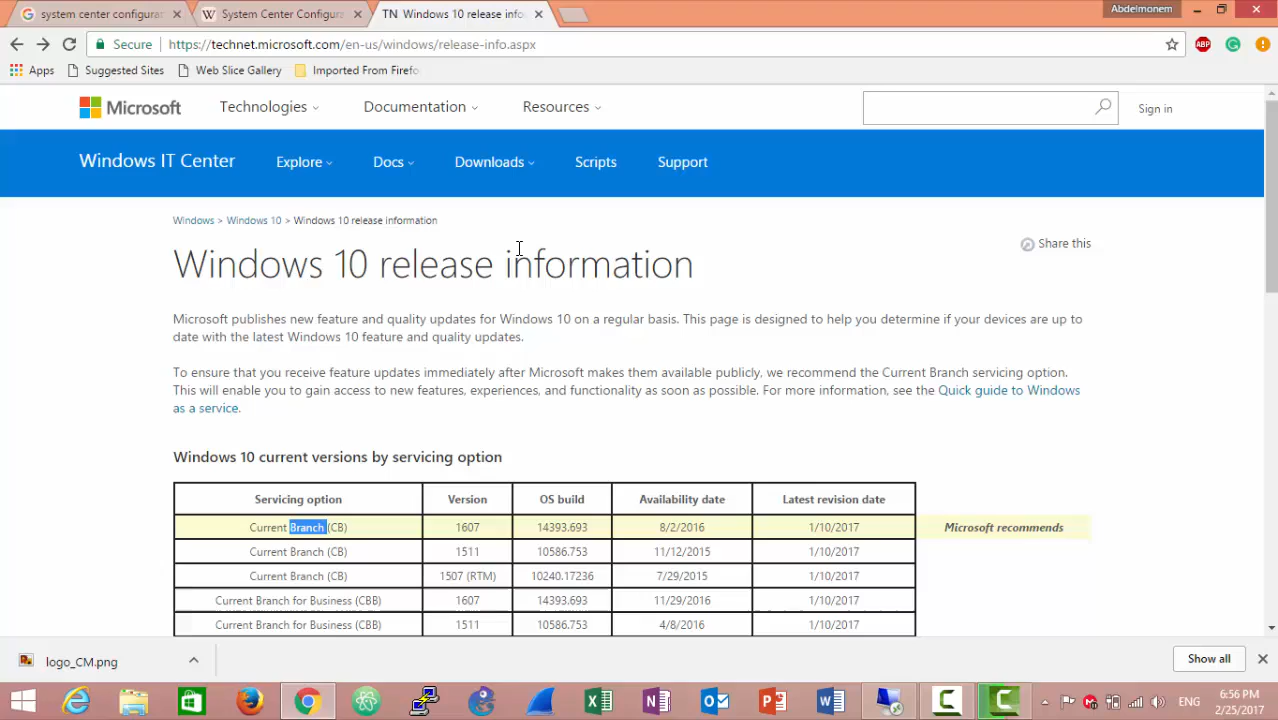 system center configurat
System Center Configura
TN Windows 10 release info
Abdelmonem
Secure
https://technet.microsoft.com/en-us/windows/release-info.aspx
ABP
Apps
Suggested Sites
Web Slice Gallery
Imported From Firefo
Microsoft
Technologies
Documentation
Resources
Sign in
Windows IT Center
Explore
Docs
Downloads
Scripts
Support
Windows > Windows 10 > Windows 10 release information
Share this
Windows 10 release information
Microsoft publishes new feature and quality updates for Windows 10 on a regular basis. This page is designed to help you determine if your devices are up to
date with the latest Windows 10 feature and quality updates.
To ensure that you receive feature updates immediately after Microsoft makes them available publicly, we recommend the Current Branch servicing option.
This will enable you to gain access to new features, experiences, and functionality as soon as possible. For more information, see the Quick guide to Windows
as a service.
Windows 10 current versions by servicing option
Servicing option Version OS build Availability date Latest revision date
Current Branch (CB) 1607 14393.693 8/2/2016 1/10/2017 Microsoft recommends
Current Branch (CB) 1511 10586.753 11/12/2015 1/10/2017
Current Branch (CB) 1507 (RTM) 10240.17236 7/29/2015 1/10/2017
Current Branch for Business (CBB) 1607 14393.693 11/29/2016 1/10/2017
Current Branch for Business (CBB) 1511 10586.753 4/8/2016 1/10/2017
logo_CM.png
Show all
ENG
6:56 PM
2/25/2017